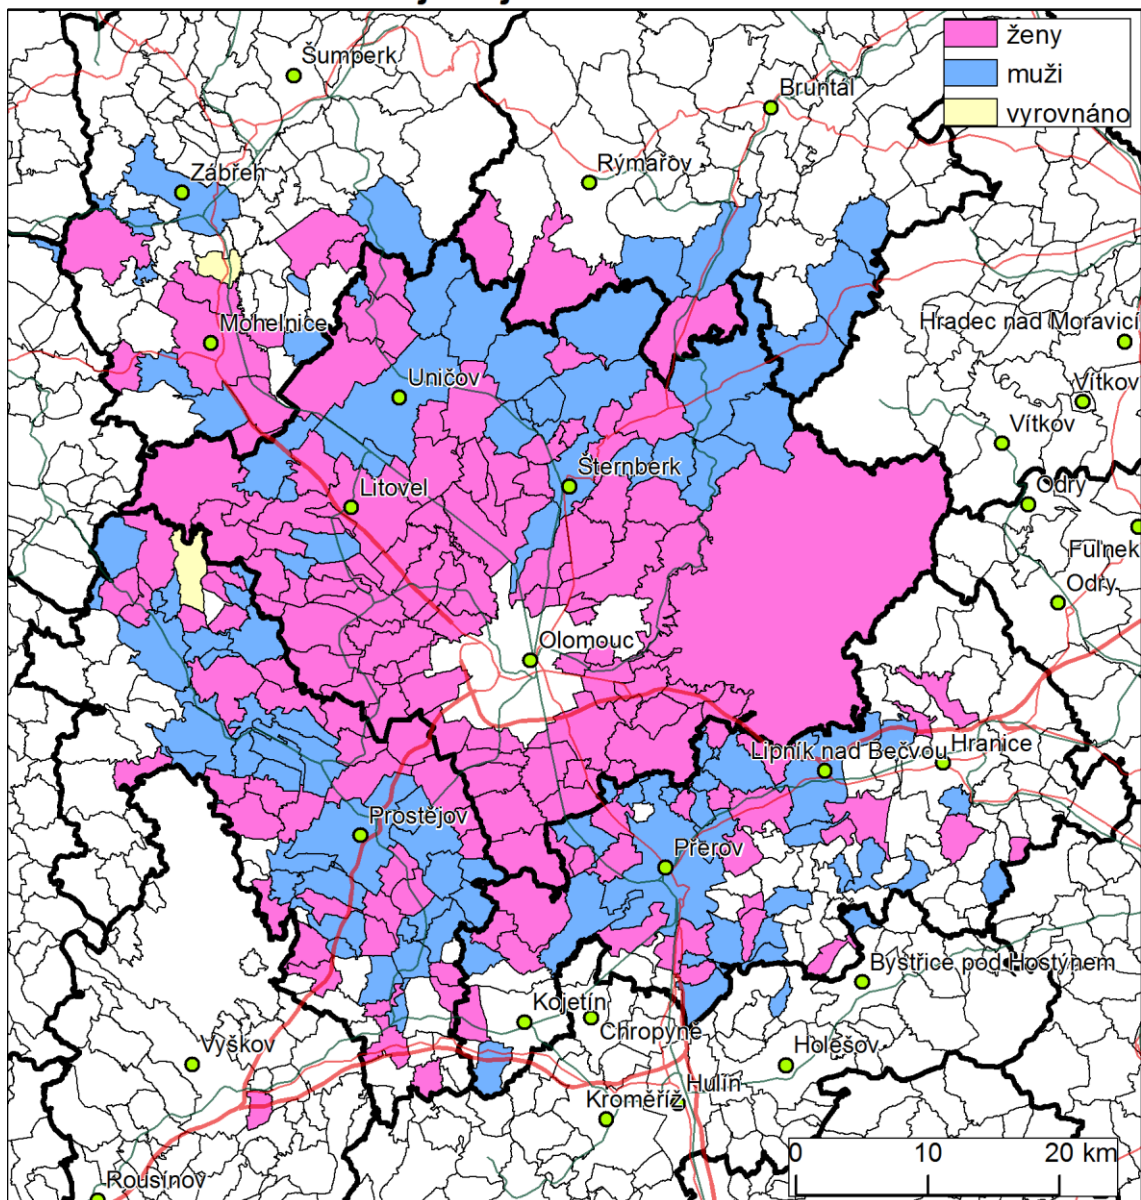 ženy
Šumperk
muži
Bruntál
vyrovnáno
Rýmařov
Zábřeh
Mohelnice
Hradec nad Moravicí
Uničov
Vítkov
Vítkov
Šternberk
Litovel
Odry
Fulnek
Odry
Olomouc
Lipník nad Bečvou
Hranice
Prostějov
Přerov
Bystřice pod Hostýnem
Kojetín
Chropyně
Vyškov
Holešov
Hulín
Kroměříž
0 10 20 km
Rousínov